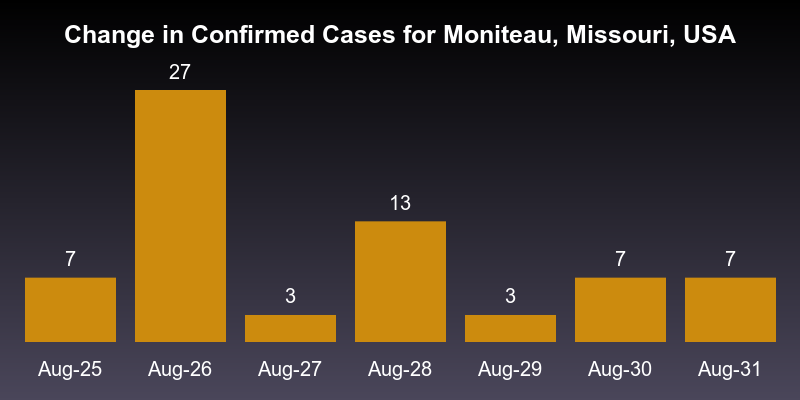 Change in Confirmed Cases for Moniteau, Missouri, USA
27
13
7
7
7
3
3
Aug-25
Aug-26
Aug-27
Aug-28
Aug-29
Aug-30
Aug-31